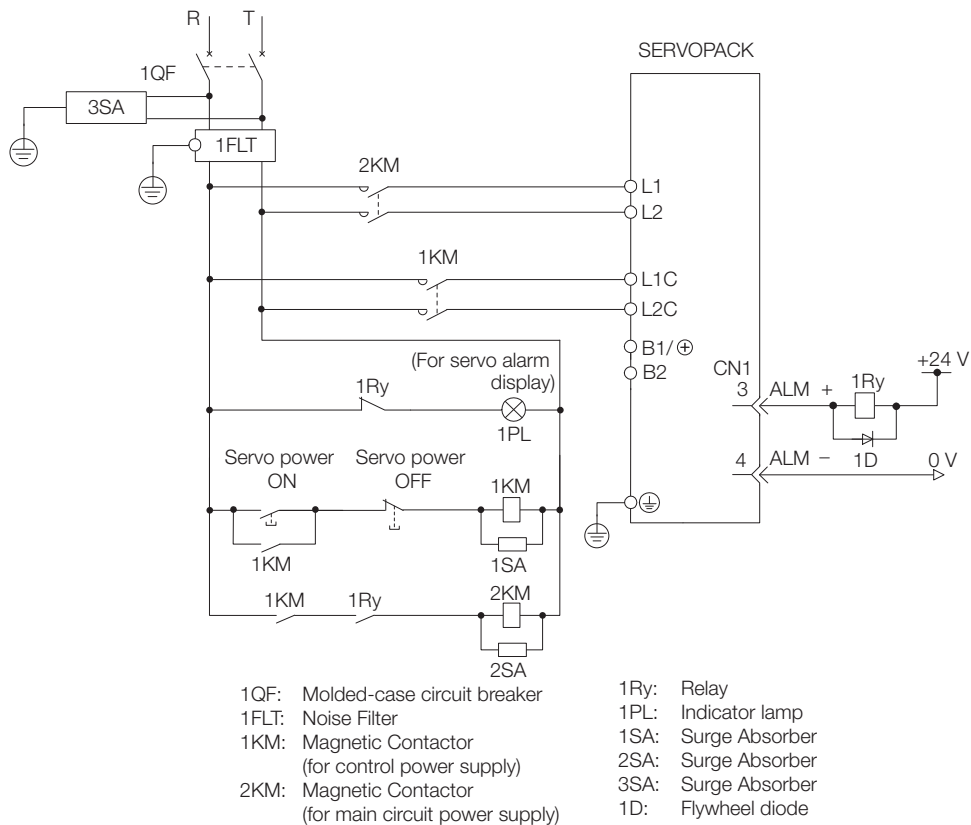 R T
SERVOPACK
1QF
3SA
1FLT
2KM
L1
L2
1KM
L1C
L2C
B1/⊕
B2
(For servo alarm
display)
1Ry
1PL
CN1
+24 V
3 ALM + 1Ry
1D
4 ALM − 0 V
Servo power
ON
Servo power
OFF
1KM
1KM
1SA
1KM 1Ry 2KM
2SA
1QF: Molded-case circuit breaker
1FLT: Noise Filter
1KM: Magnetic Contactor
(for control power supply)
2KM: Magnetic Contactor
(for main circuit power supply)
1Ry: Relay
1PL: Indicator lamp
1SA: Surge Absorber
2SA: Surge Absorber
3SA: Surge Absorber
1D: Flywheel diode